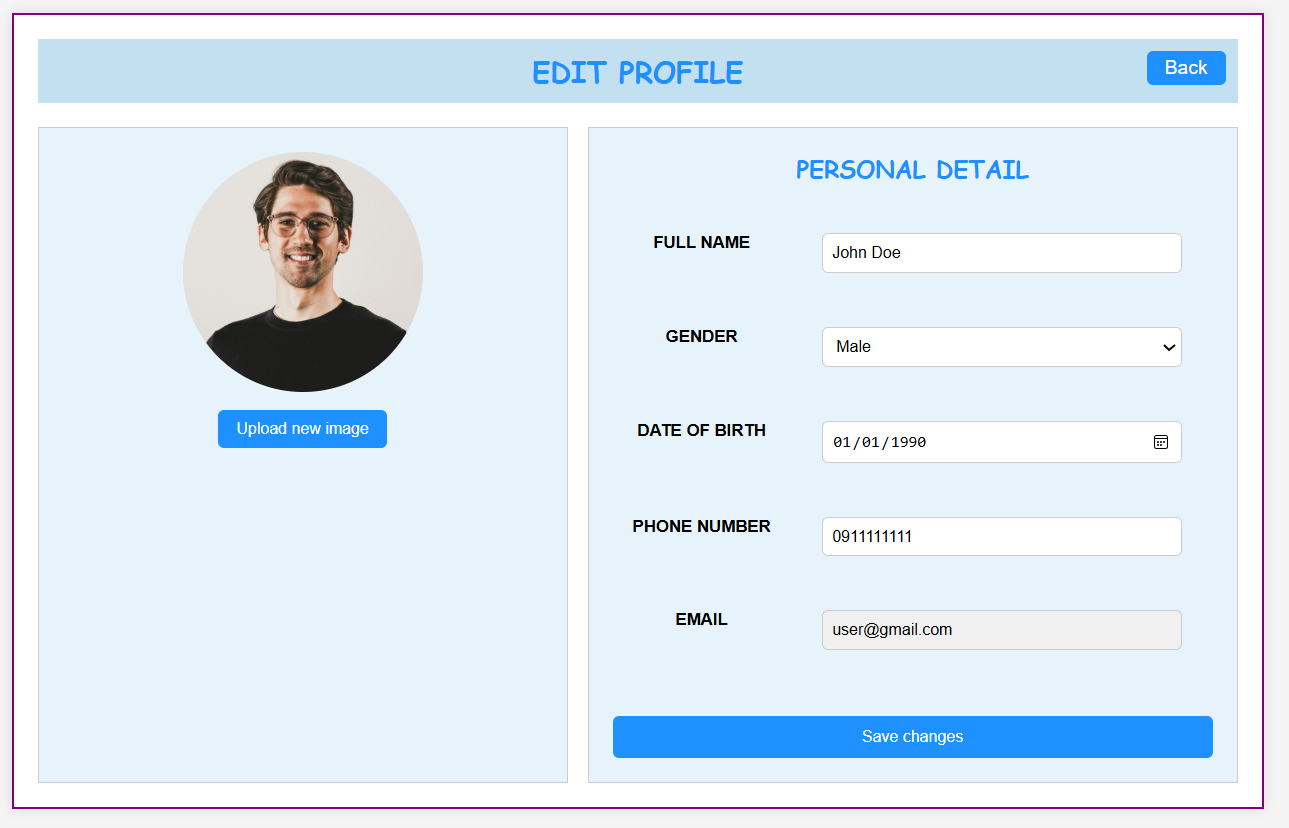 EDIT PROFILE
Back
Upload new image
PERSONAL DETAIL
FULL NAME
John Doe
GENDER
Male
DATE OF BIRTH
01/01/1990
PHONE NUMBER
0911111111
EMAIL
user@gmail.com
Save changes